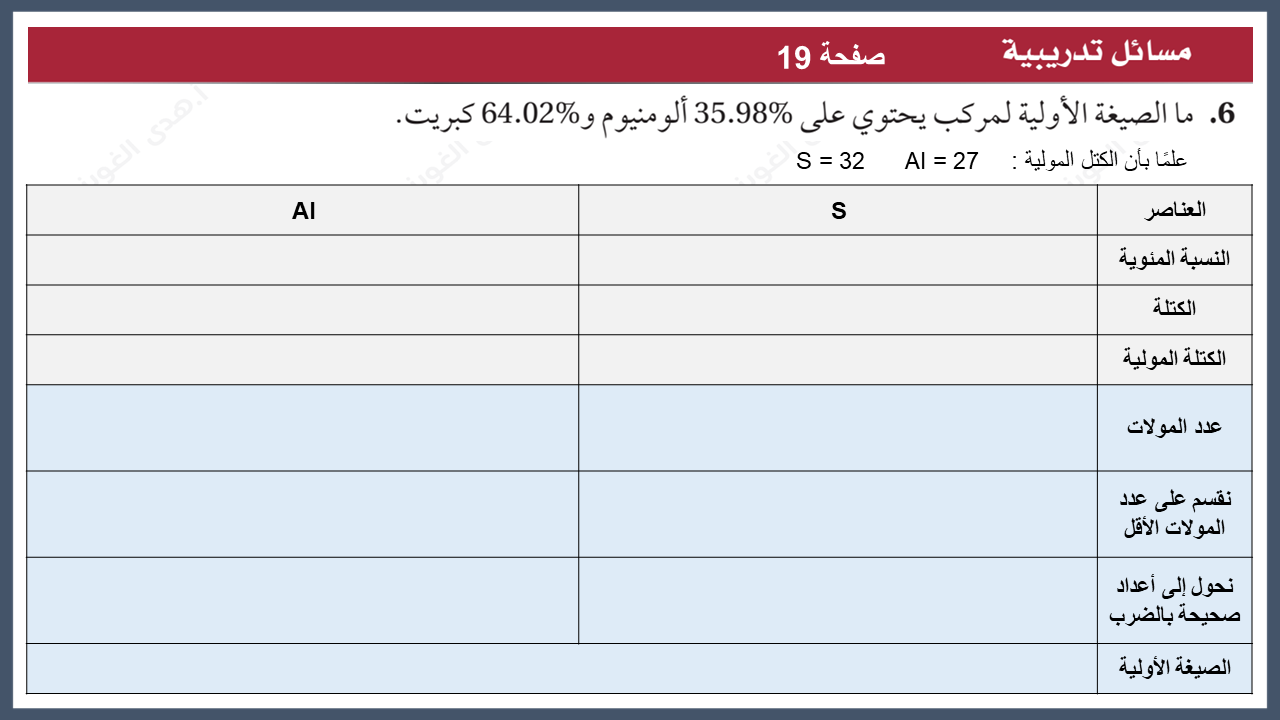 مسائل تدريبية صفحة 19
6. ما الصيغة الأولية لمركب يحتوي على %35.98 ألومنيوم و%64.02 كبريت.
علمًا بأن الكتل المولية : Al = 27 S = 32
العناصر S Al
النسبة المئوية
الكتلة
الكتلة المولية
عدد المولات
نقسم على عدد
المولات الأقل
نحول إلى أعداد
صحيحة بالضرب
الصيغة الأولية